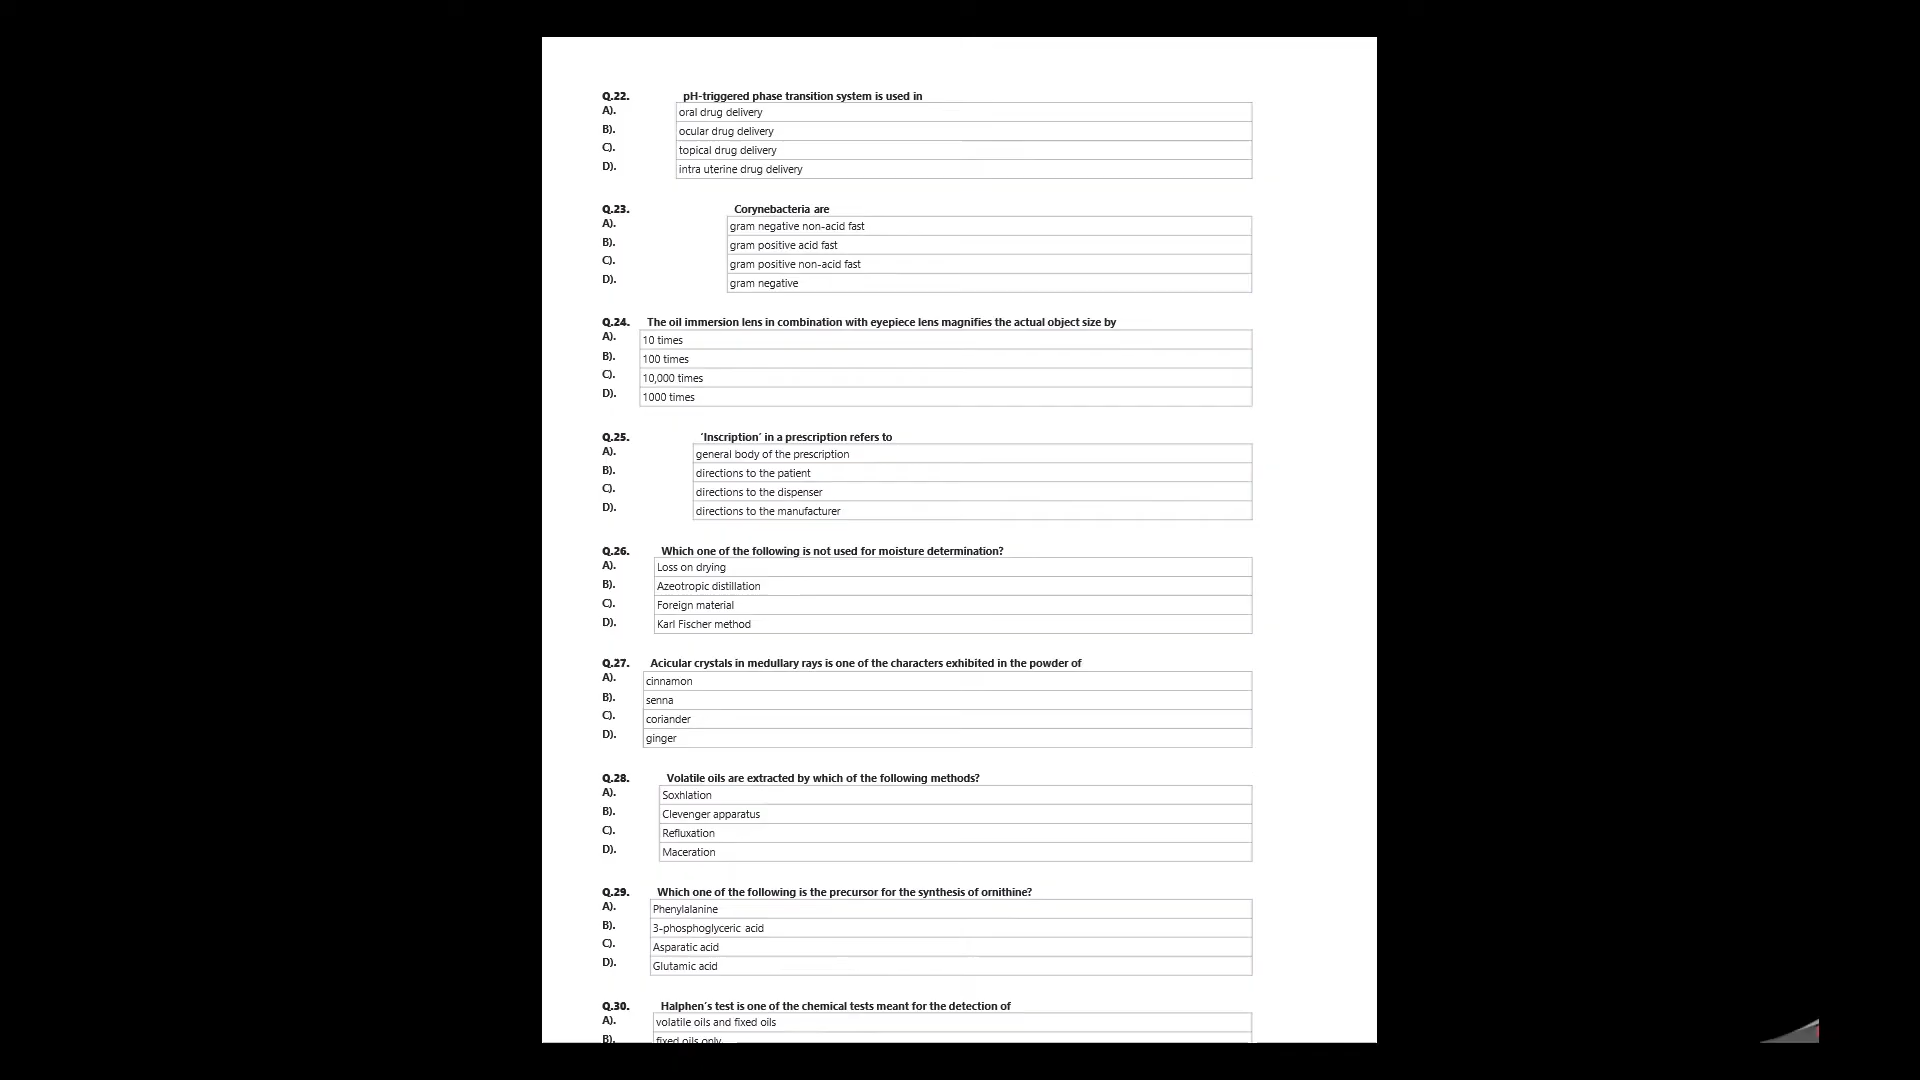 Q.22. pH-triggered phase transition system is used in
A). oral drug delivery
B). ocular drug delivery
C). topical drug delivery
D). intra uterine drug delivery
Q.23. Corynebacteria are
A). gram negative non-acid fast
B). gram positive acid fast
C). gram positive non-acid fast
D). gram negative
Q.24. The oil immersion lens in combination with eyepiece lens magnifies the actual object size by
A). 10 times
B). 100 times
C). 10,000 times
D). 1000 times
Q.25. ‘Inscription’ in a prescription refers to
A). general body of the prescription
B). directions to the patient
C). directions to the dispenser
D). directions to the manufacturer
Q.26. Which one of the following is not used for moisture determination?
A). Loss on drying
B). Azeotropic distillation
C). Foreign material
D). Karl Fischer method
Q.27. Acicular crystals in medullary rays is one of the characters exhibited in the powder of
A). cinnamon
B). senna
C). coriander
D). ginger
Q.28. Volatile oils are extracted by which of the following methods?
A). Soxhlation
B). Clevenger apparatus
C). Refluxation
D). Maceration
Q.29. Which one of the following is the precursor for the synthesis of ornithine?
A). Phenylalanine
B). 3-phosphoglyceric acid
C). Asparatic acid
D). Glutamic acid
Q.30. Halphen’s test is one of the chemical tests meant for the detection of
A). volatile oils and fixed oils
B). fixed oils only